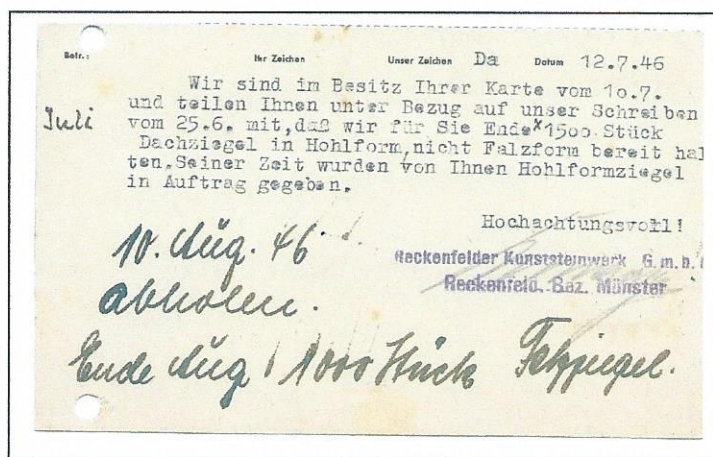 Betr.: Ihr Zeichen Unser Zeichen Da Datum 12.7.46
Wir sind im Besitz Ihrer Karte vom 10.7.
und teilen Ihnen unter Bezug auf unser Schreiben
Juli vom 25.6. mit,daß wir für Sie Ende x 1500 Stück
Dachziegel in Hohlform,nicht Falzform bereit hal
ten.Seiner Zeit wurden von Ihnen Hohlformziegel
in Auftrag gegeben.
Hochachtungsvoll!
Reckenfelder Kunststeinwerk G.m.b.
Reckenfeld. Bez. Münster
10. Aug. 46
abholen.
Ende Aug 1000 Stück Falzziegel.